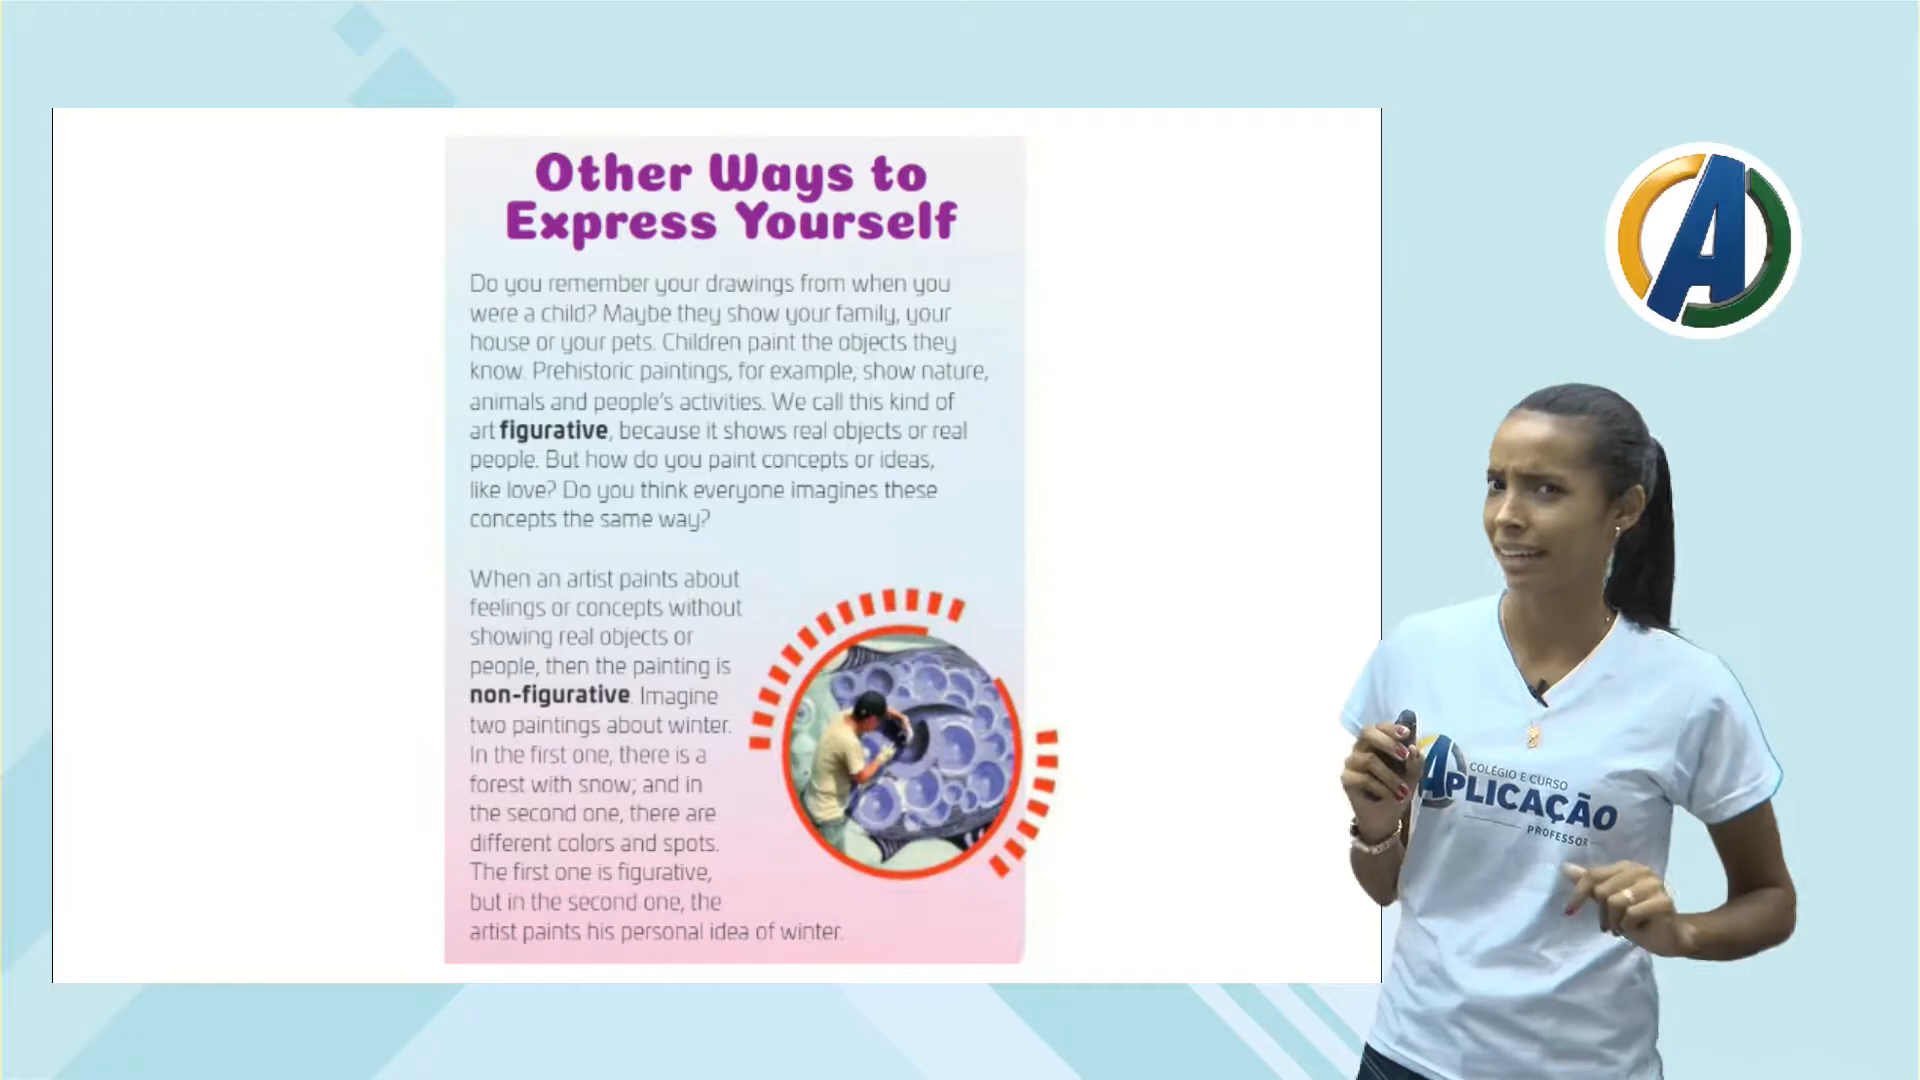 Other Ways to
Express Yourself
Do you remember your drawings from when you
were a child? Maybe they show your family, your
house or your pets. Children paint the objects they
know. Prehistoric paintings, for example, show nature,
animals and people's activities. We call this kind of
art figurative, because it shows real objects or real
people. But how do you paint concepts or ideas,
like love? Do you think everyone imagines these
concepts the same way?
When an artist paints about
feelings or concepts without
showing real objects or
people, then the painting is
non-figurative. Imagine
two paintings about winter.
In the first one, there is a
forest with snow; and in
the second one, there are
different colors and spots.
The first one is figurative,
but in the second one, the
artist paints his personal idea of winter.
A
COLÉGIO E CURSO
APLICAÇÃO
PROFESSOR